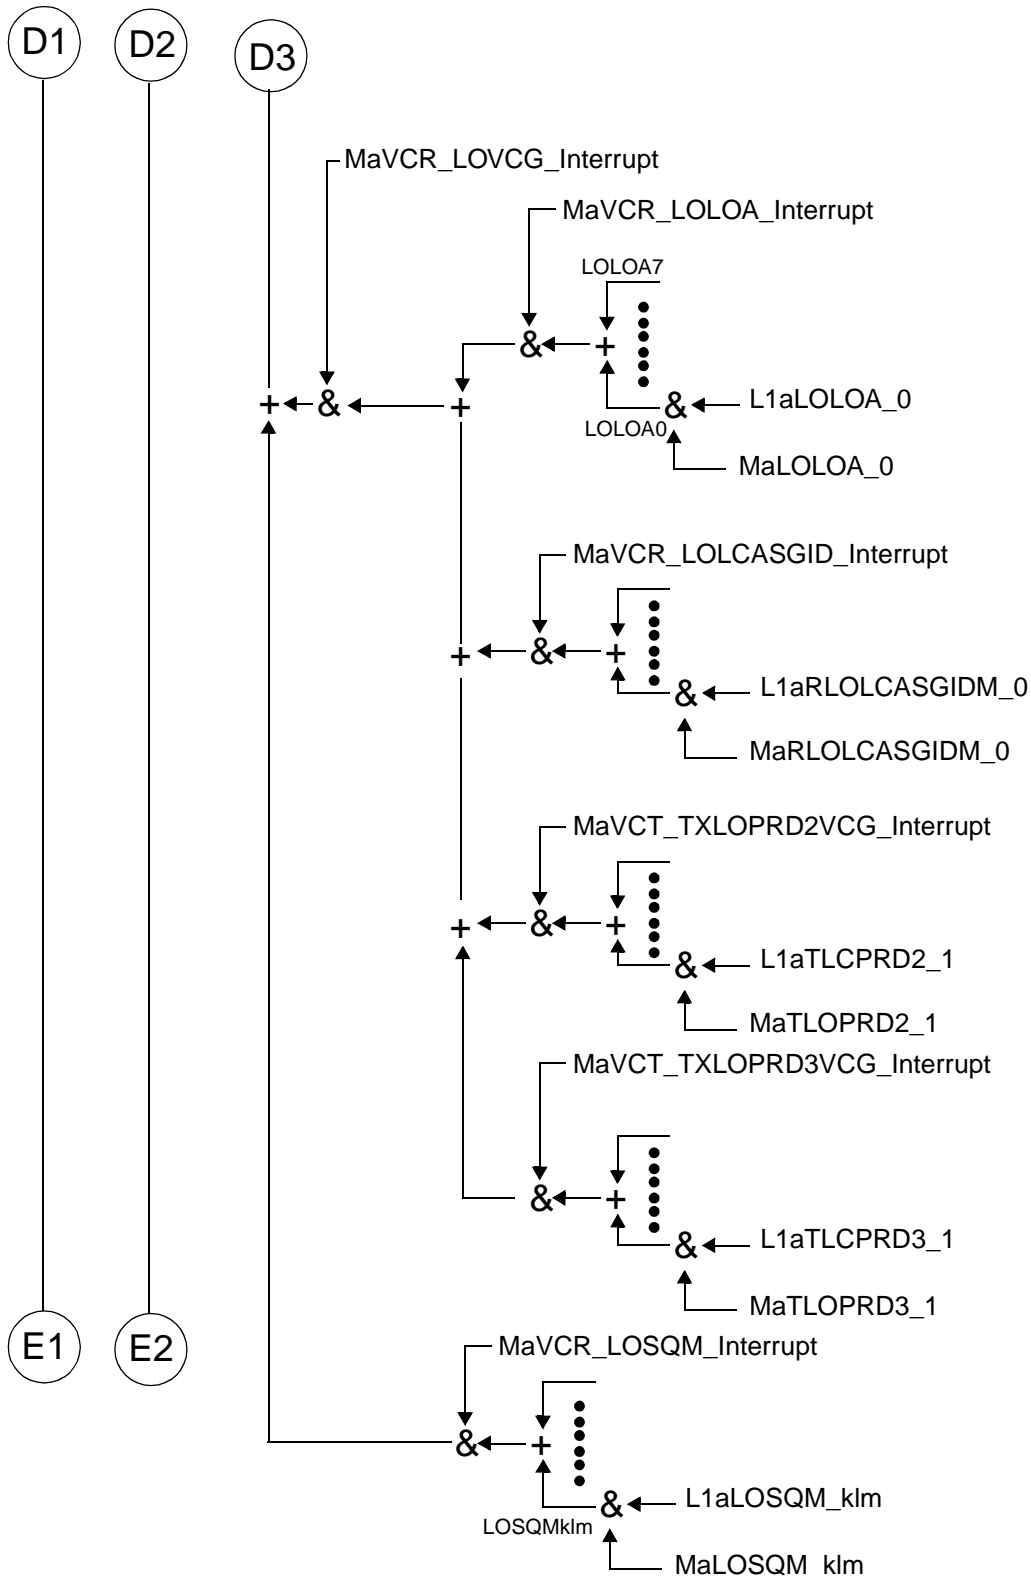 D1
D2
D3
MaVCR_LOVCG_Interrupt
MaVCR_LOLOA_Interrupt
LOLOA7
&
+
+
&
+
&
L1aLOLOA_0
LOLOA0
MaLOLOA_0
MaVCR_LOLCASGID_Interrupt
+
&
+
&
L1aRLOLCASGIDM_0
MaRLOLCASGIDM_0
MaVCT_TXLOPRD2VCG_Interrupt
+
&
+
&
L1aTLCPRD2_1
MaTLOPRD2_1
MaVCT_TXLOPRD3VCG_Interrupt
&
+
&
L1aTLCPRD3_1
MaTLOPRD3_1
E1
E2
MaVCR_LOSQM_Interrupt
&
+
&
L1aLOSQM_klm
LOSQMklm
MaLOSQM_klm